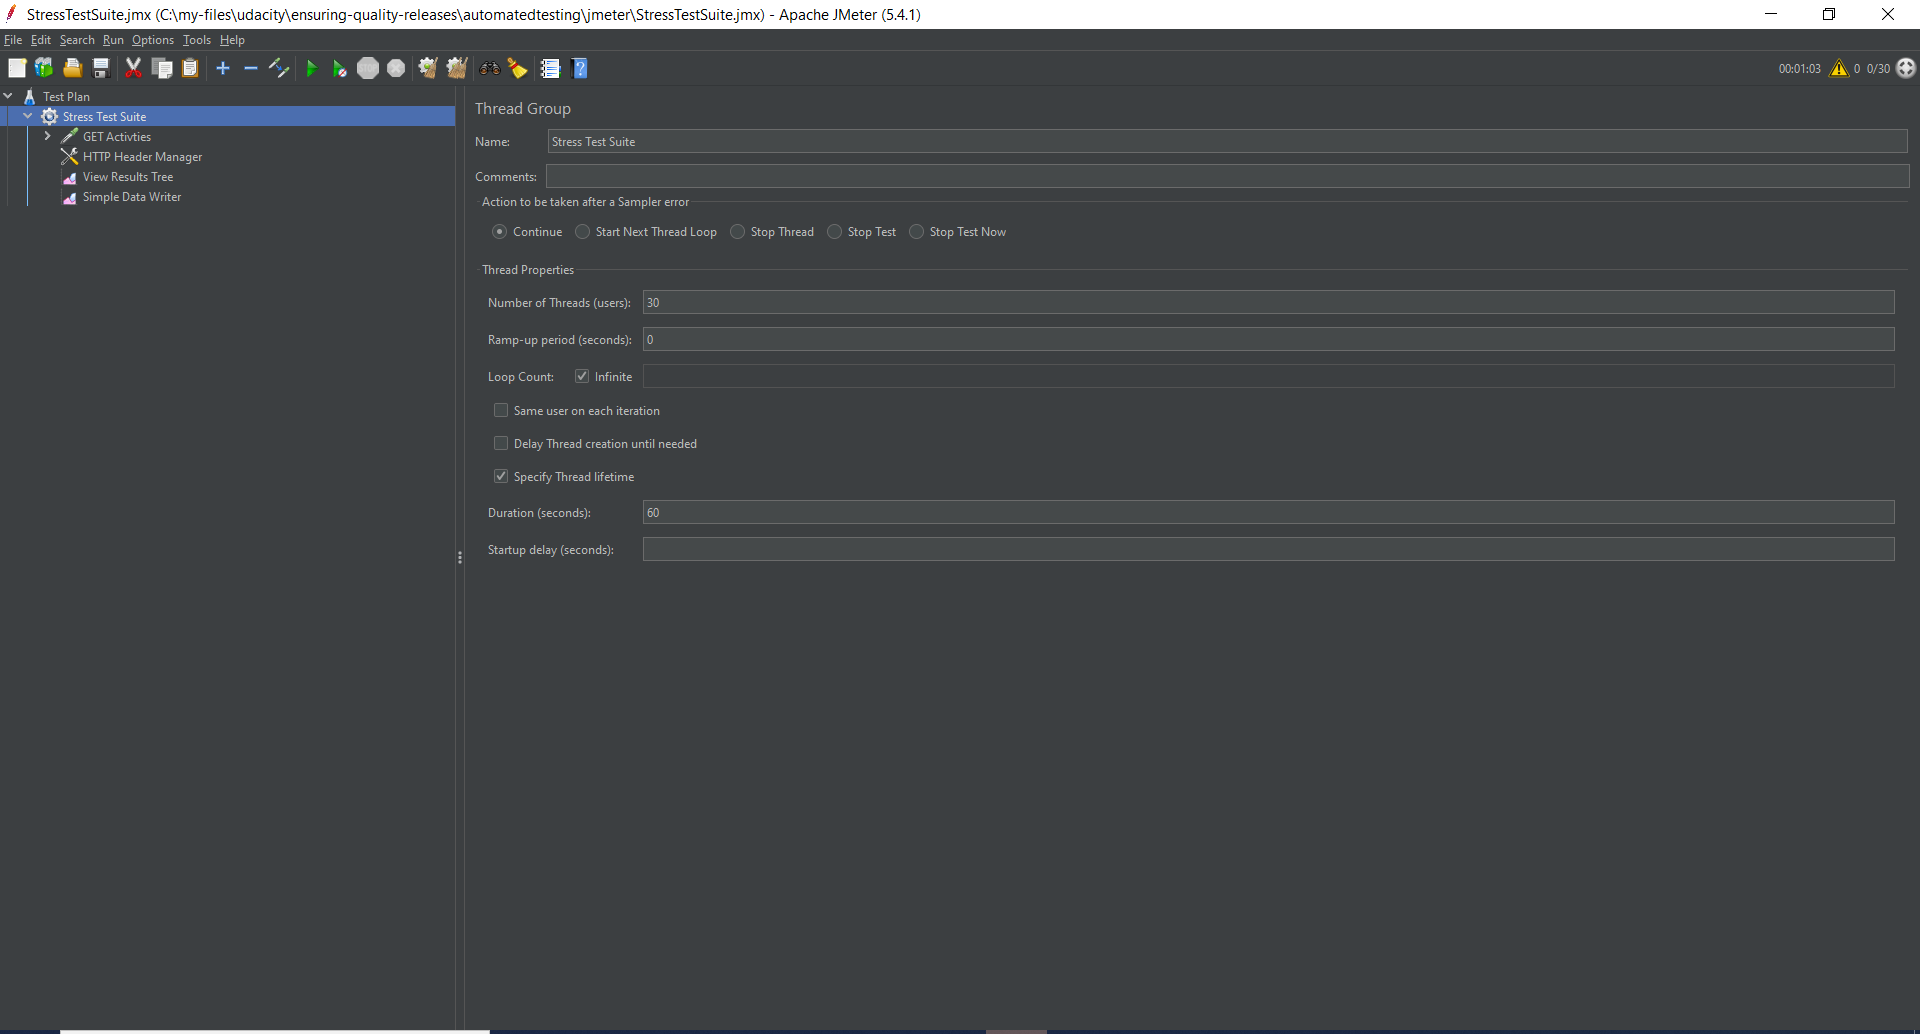 StressTestSuite.jmx (C:\my-files\udacity\ensuring-quality-releases\automatedtesting\jmeter\StressTestSuite.jmx) - Apache JMeter (5.4.1)
File Edit Search Run Options Tools Help
00:01:03 0 0/30
Test Plan
Stress Test Suite
GET Activties
HTTP Header Manager
View Results Tree
Simple Data Writer
Thread Group
Name: Stress Test Suite
Comments:
Action to be taken after a Sampler error
Continue Start Next Thread Loop Stop Thread Stop Test Stop Test Now
Thread Properties
Number of Threads (users): 30
Ramp-up period (seconds): 0
Loop Count: Infinite
Same user on each iteration
Delay Thread creation until needed
Specify Thread lifetime
Duration (seconds): 60
Startup delay (seconds):